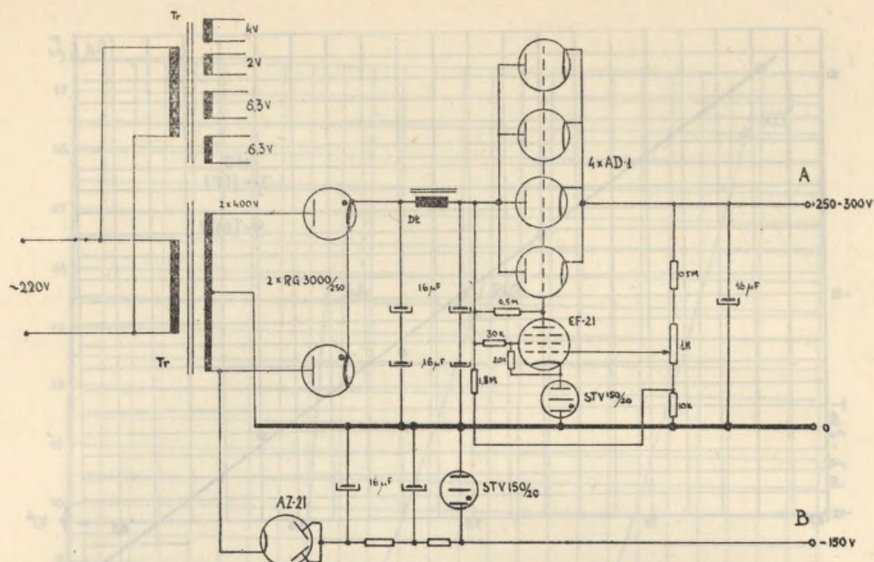 Tr
4V
2V
6,3V
6,3V
2x400V
~220V
Tr
2xRG 3000/250
Dł
16μF
16μF
4xAD-1
A
+250-300V
0,5M
EF-21
30k
20k
1,8M
STV 150/20
0,5M
1M
10k
16μF
0
16μF
STV 150/20
AZ-21
B
-150V